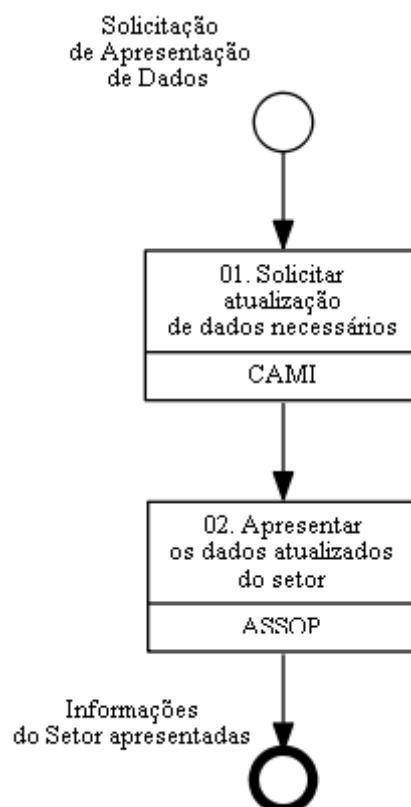 Solicitação
de Apresentação
de Dados
01. Solicitar
atualização
de dados necessários
CAMI
02. Apresentar
os dados atualizados
do setor
ASSOP
Informações
do Setor apresentadas